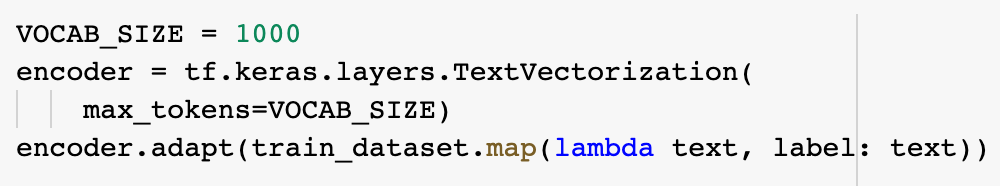 VOCAB_SIZE = 1000
encoder = tf.keras.layers.TextVectorization(
    max_tokens=VOCAB_SIZE)
encoder.adapt(train_dataset.map(lambda text, label: text))